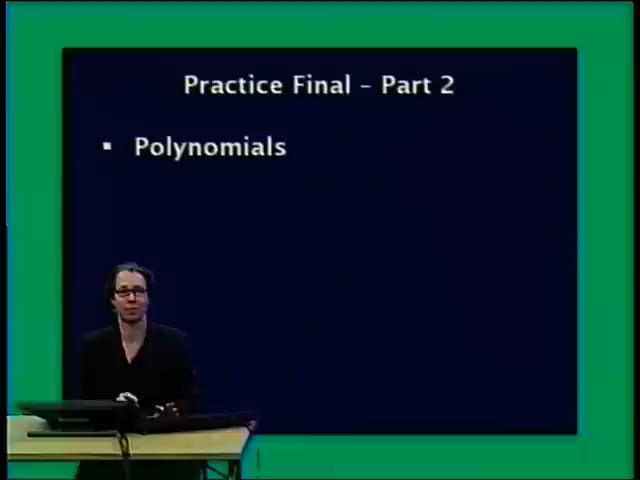 Practice Final – Part 2
▪ Polynomials